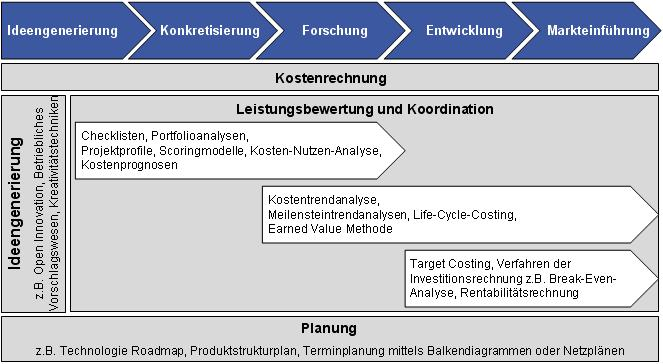 Ideengenerierung
Konkretisierung
Forschung
Entwicklung
Markteinführung
Kostenrechnung
Ideengenerierung
z.B. Open Innovation, Betriebliches
Vorschlagswesen, Kreativitätstechniken
Leistungsbewertung und Koordination
Checklisten, Portfolioanalysen,
Projektprofile, Scoringmodelle, Kosten-Nutzen-Analyse,
Kostenprognosen
Kostentrendanalyse,
Meilensteintrendanalysen, Life-Cycle-Costing,
Earned Value Methode
Target Costing, Verfahren der
Investitionsrechnung z.B. Break-Even-
Analyse, Rentabilitätsrechnung
Planung
z.B. Technologie Roadmap, Produktstrukturplan, Terminplanung mittels Balkendiagrammen oder Netzplänen